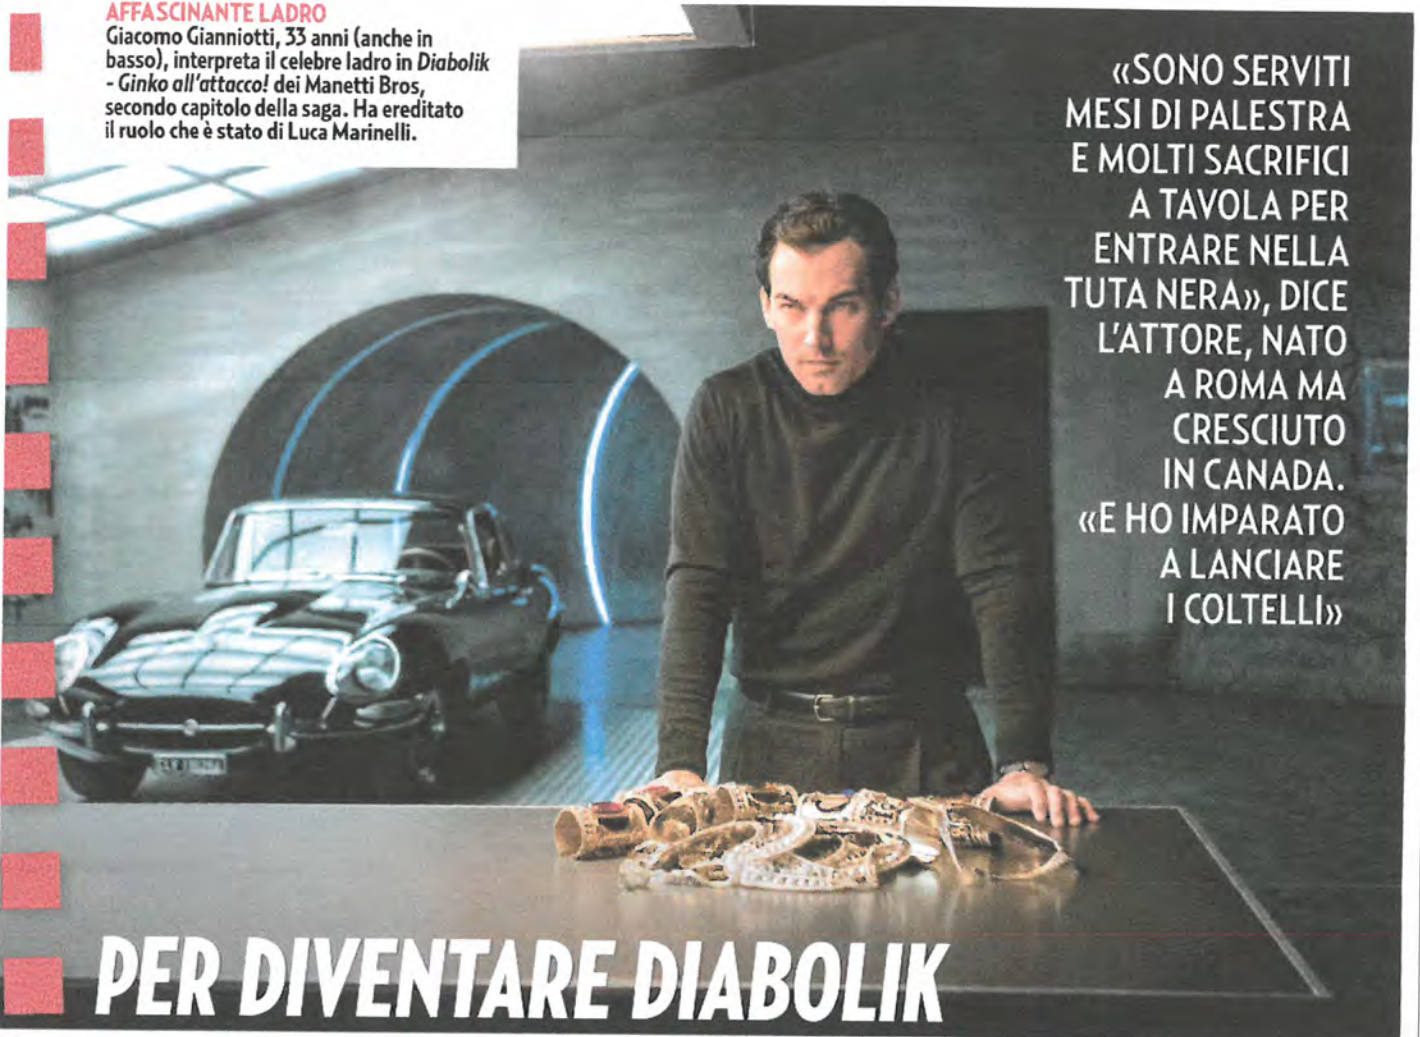 AFFASCINANTE LADRO
Giacomo Gianniotti, 33 anni (anche in
basso), interpreta il celebre ladro in Diabolik
- Ginko all'attacco! dei Manetti Bros,
secondo capitolo della saga. Ha ereditato
il ruolo che è stato di Luca Marinelli.
«SONO SERVITI
MESI DI PALESTRA
E MOLTI SACRIFICI
A TAVOLA PER
ENTRARE NELLA
TUTA NERA», DICE
L'ATTORE, NATO
A ROMA MA
CRESCIUTO
IN CANADA.
«E HO IMPARATO
A LANCIARE
I COLTELLI»
PER DIVENTARE DIABOLIK